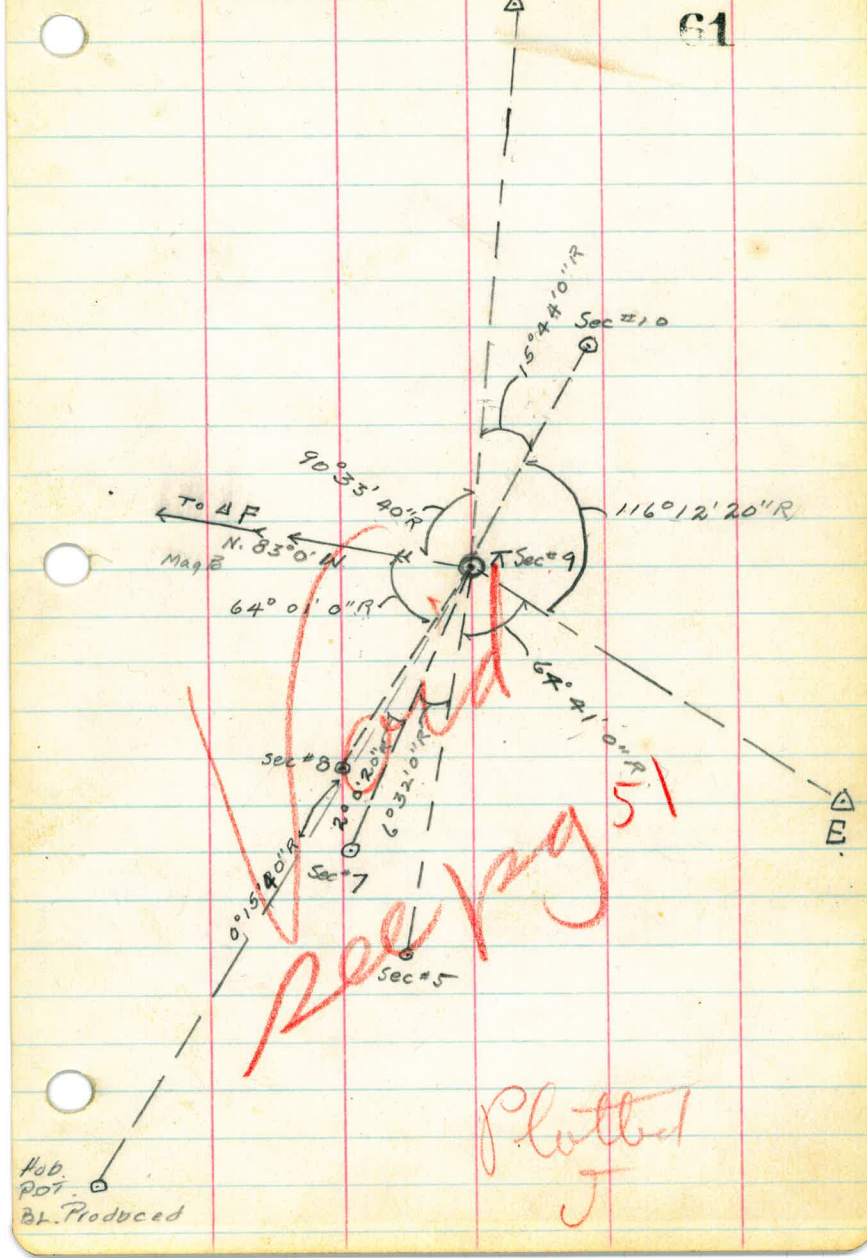 61
15°44'0"R
Sec #10
90°33'40"R
116°12'20"R
To Δ F
N. 83°0' W
Mag B
Sec #9
64°01'0"R
64°41'0"R
Sec #8
2°0'20"R
6°32'0"R
0°15'40"R
Sec #7
Sec #5
E.
Void
see pg 51
Plotted
J
Hub.
POT.
BL. Produced